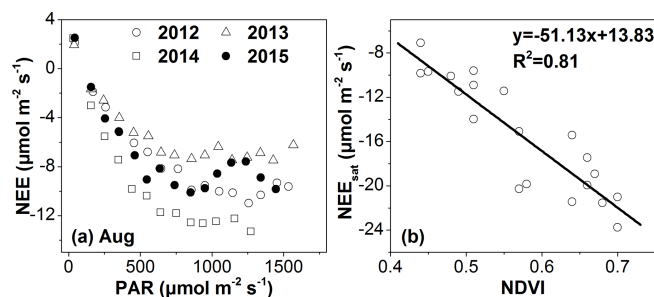 4
0
-4
-8
-12
NEE (μmol m⁻² s⁻¹)
2012 2013
2014 2015
(a) Aug
0 500 1000 1500
PAR (μmol m⁻² s⁻¹)
-8
-12
-16
-20
-24
NEEsat (μmol m⁻² s⁻¹)
y=-51.13x+13.83
R²=0.81
(b)
0.4 0.5 0.6 0.7
NDVI